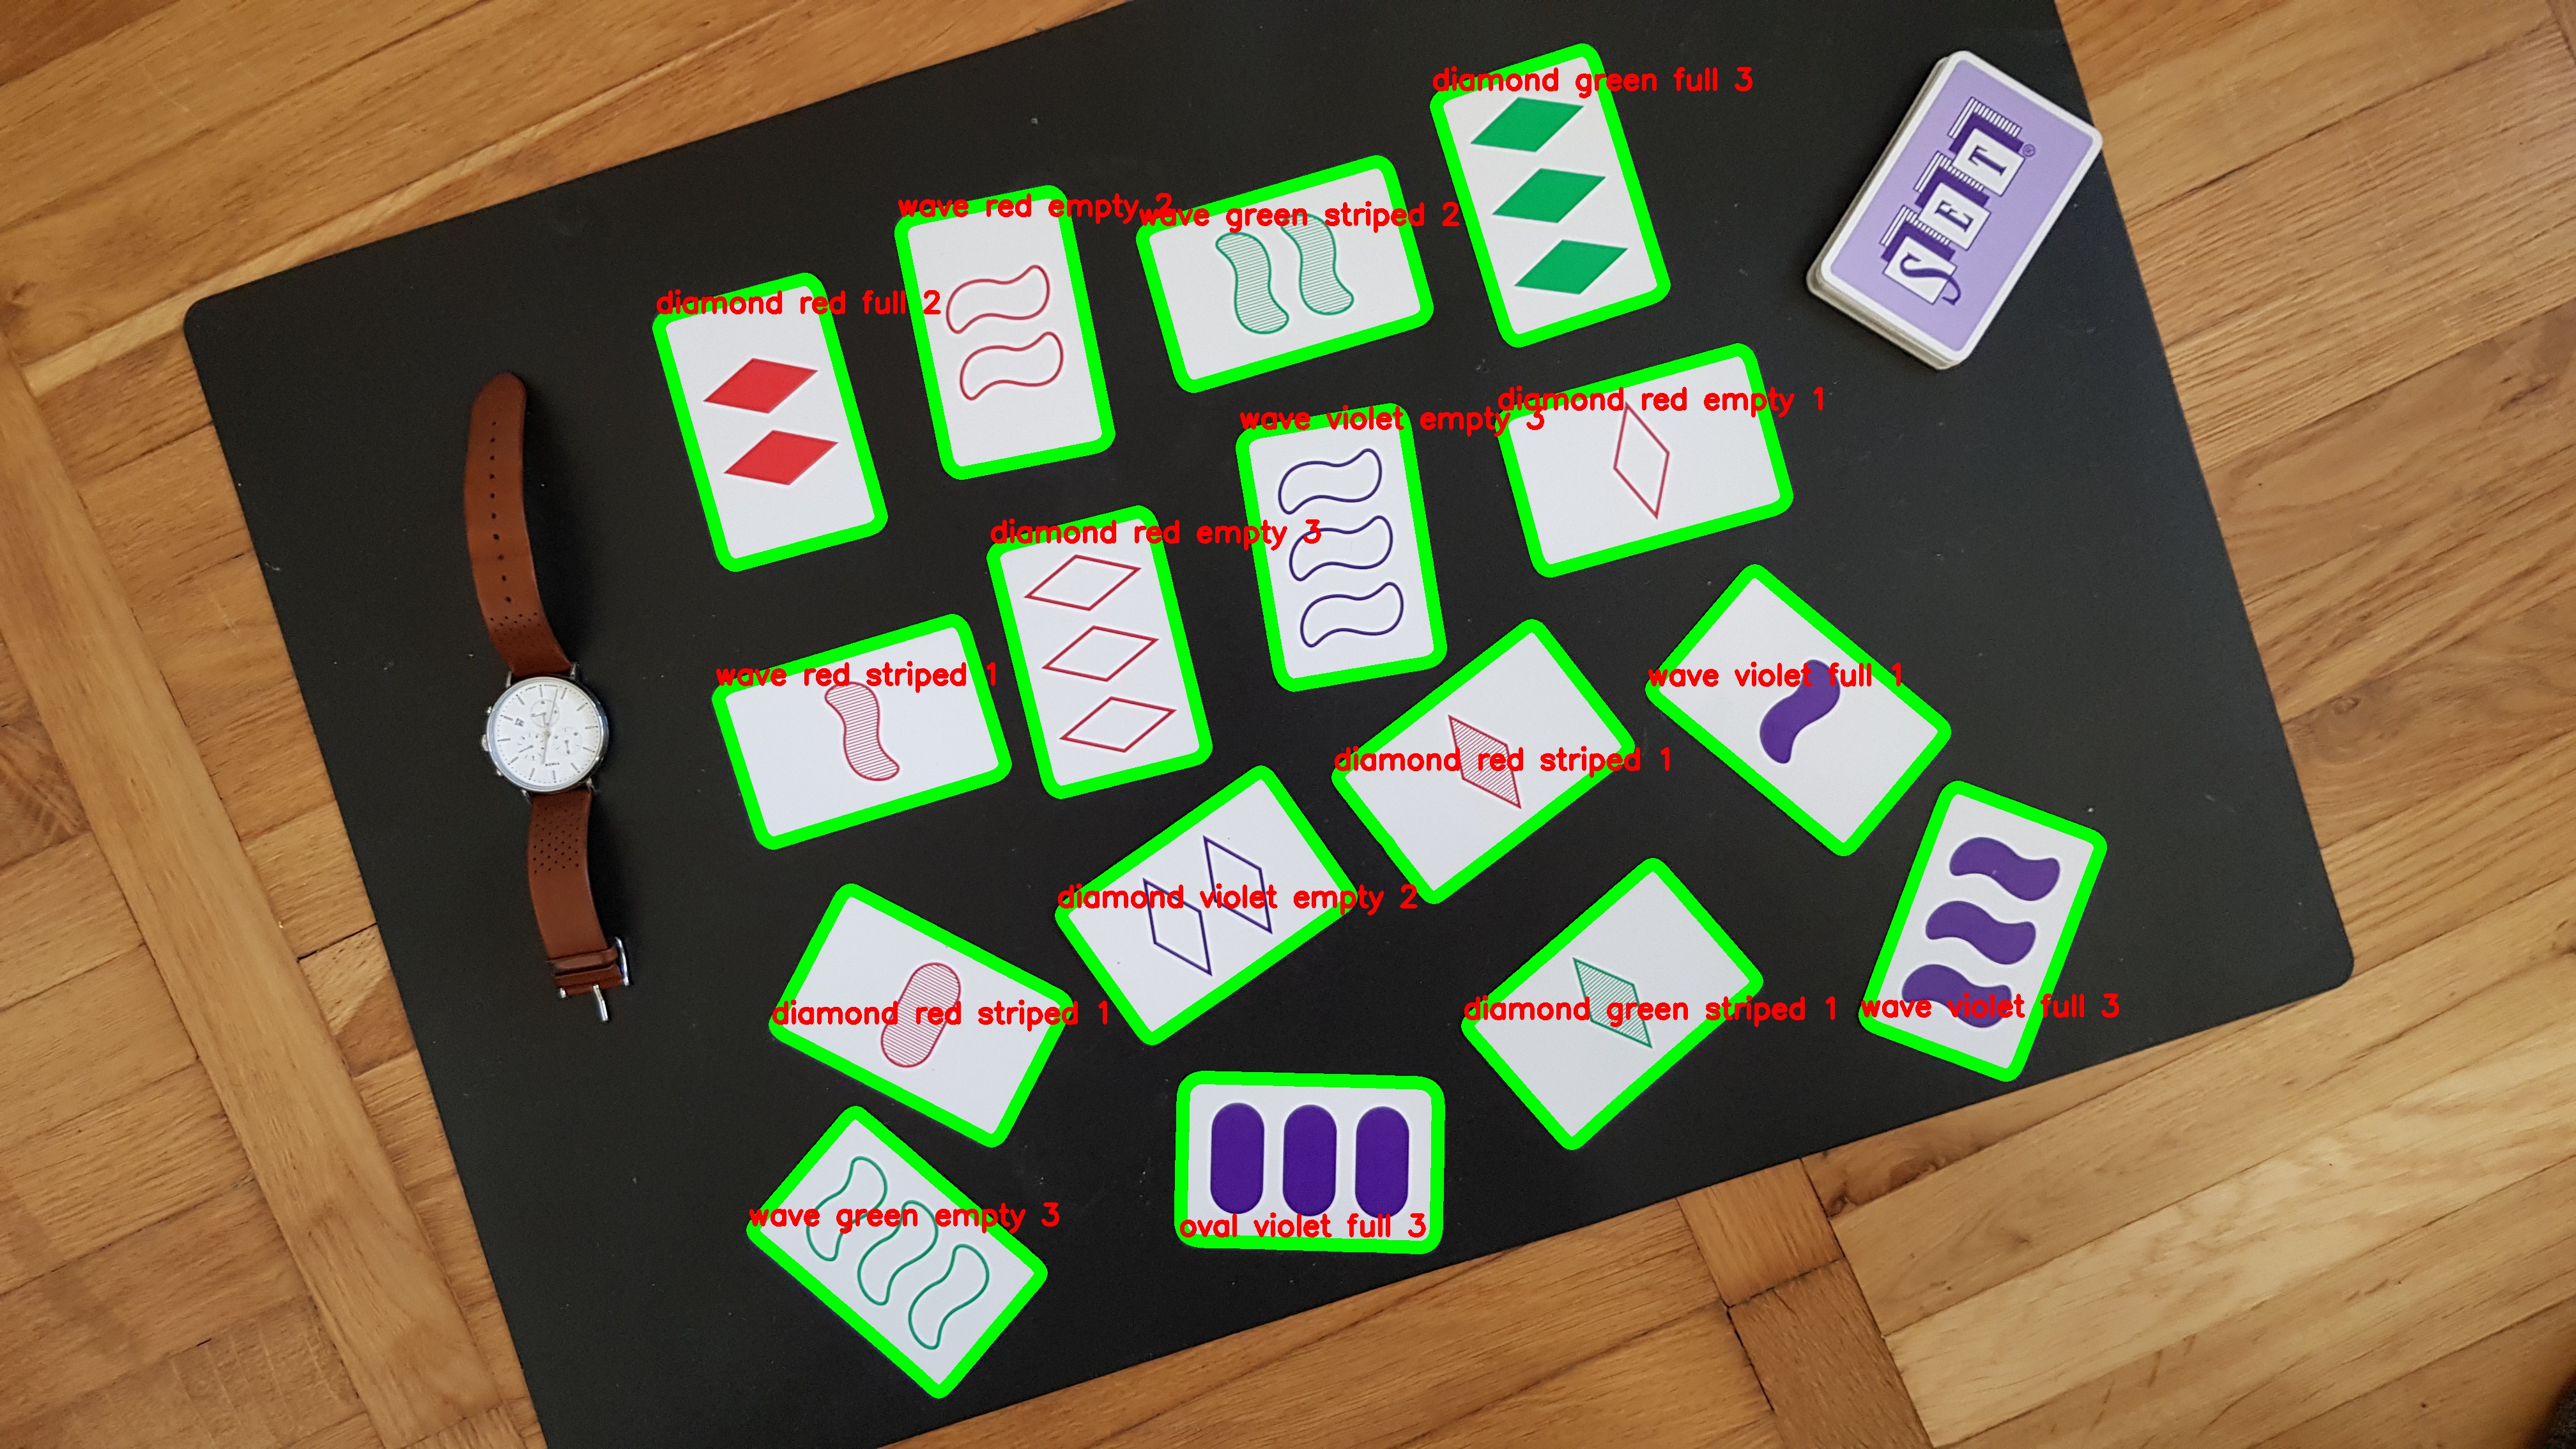 diamond green full 3
SET®
wave red empty 2
wave green striped 2
diamond red full 2
diamond red empty 1
wave violet empty 3
diamond red empty 3
wave red striped 1
wave violet full 1
diamond red striped 1
diamond violet empty 2
diamond red striped 1
diamond green striped 1
wave violet full 3
wave green empty 3
oval violet full 3